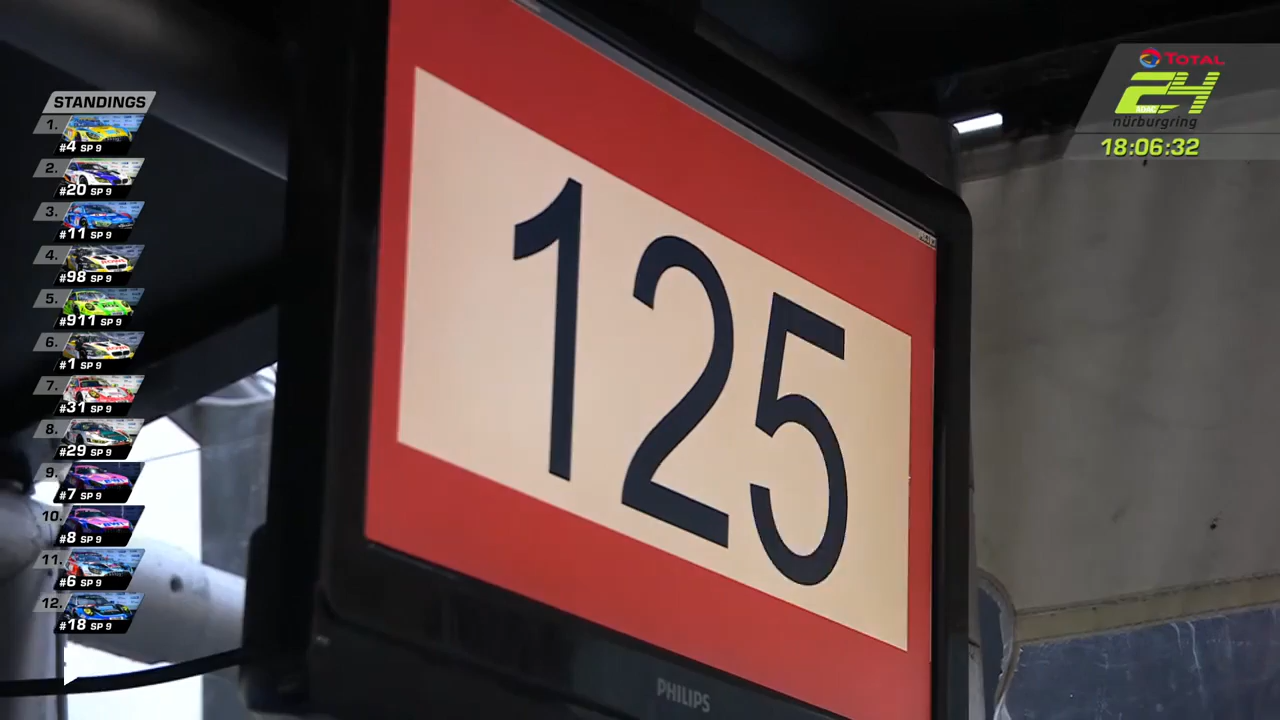 STANDINGS
1.
#4 SP 9
2.
#20 SP 9
3.
#11 SP 9
4.
#98 SP 9
5.
#911 SP 9
6.
#1 SP 9
7.
#31 SP 9
8.
#29 SP 9
9.
#7 SP 9
10.
#8 SP 9
11.
#6 SP 9
12.
#18 SP 9
125
PHILIPS
TOTAL
24
nürburgring
18:06:32